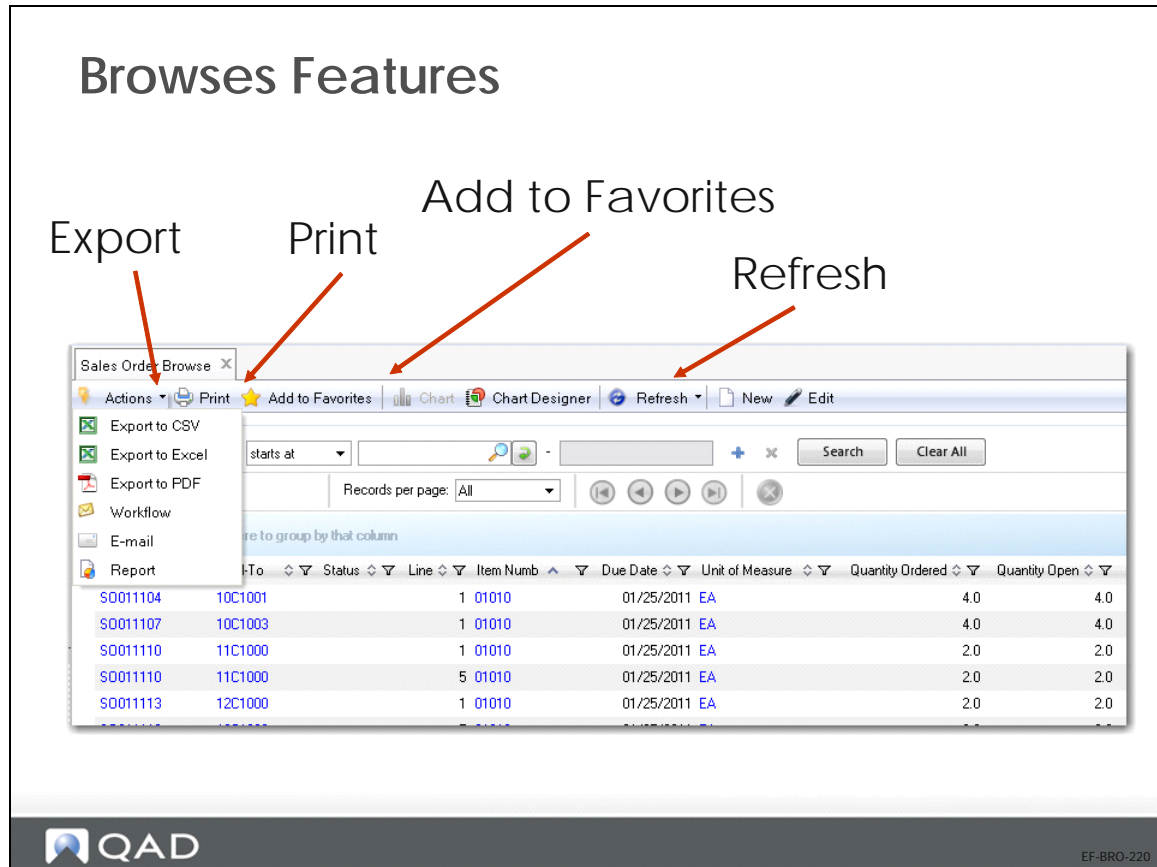 Browses Features
Add to Favorites
Export
Print
Refresh
Sales Order Browse
Actions Print Add to Favorites Chart Chart Designer Refresh New Edit
Export to CSV
Export to Excel
starts at
-
Search
Clear All
Export to PDF
Records per page: All
Workflow
E-mail
re to group by that column
Report
l-To Status Line Item Numb Due Date Unit of Measure Quantity Ordered Quantity Open
SO011104 10C1001 1 01010 01/25/2011 EA 4.0 4.0
SO011107 10C1003 1 01010 01/25/2011 EA 4.0 4.0
SO011110 11C1000 1 01010 01/25/2011 EA 2.0 2.0
SO011110 11C1000 5 01010 01/25/2011 EA 2.0 2.0
SO011113 12C1000 1 01010 01/25/2011 EA 2.0 2.0
QAD
EF-BRO-220